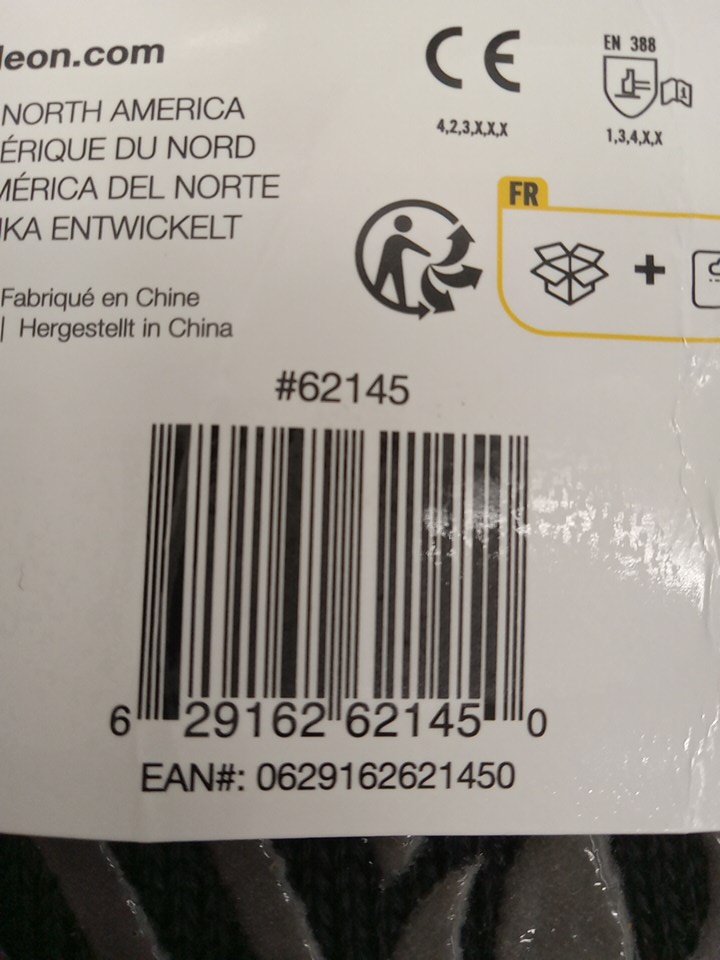 leon.com
CE
EN 388
4,2,3,X,X,X
1,3,4,X,X
NORTH AMERICA
ÉRIQUE DU NORD
MÉRICA DEL NORTE
IKA ENTWICKELT
FR
+
Fabriqué en Chine
| Hergestellt in China
#62145
6 29162 62145 0
EAN#: 0629162621450